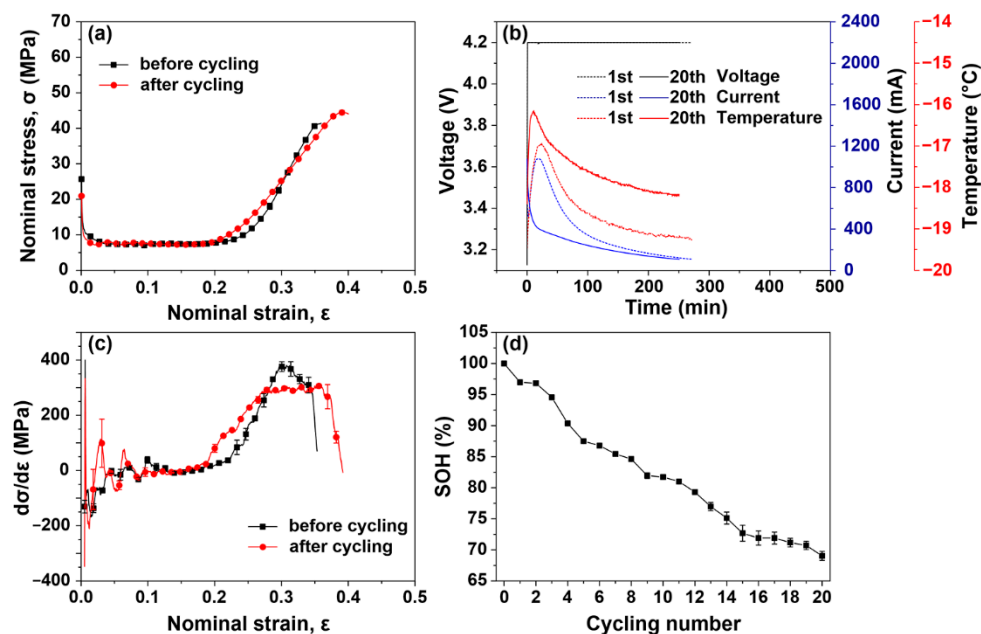 (a)
before cycling
after cycling
Nominal stress, σ (MPa)
70
60
50
40
30
20
10
0
0.0 0.1 0.2 0.3 0.4 0.5
Nominal strain, ε
(b)
1st 20th Voltage
1st 20th Current
1st 20th Temperature
Voltage (V)
4.2
4.0
3.8
3.6
3.4
3.2
0 100 200 300 400 500
Time (min)
Current (mA)
2400
2000
1600
1200
800
400
0
Temperature (°C)
−14
−15
−16
−17
−18
−19
−20
(c)
before cycling
after cycling
dσ/dε (MPa)
400
200
0
−200
−400
0.0 0.1 0.2 0.3 0.4 0.5
Nominal strain, ε
(d)
SOH (%)
105
100
95
90
85
80
75
70
65
0 2 4 6 8 10 12 14 16 18 20
Cycling number